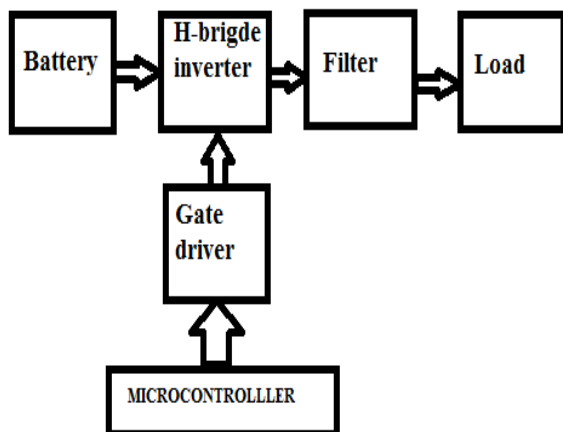 Battery
H-brigde
inverter
Filter
Load
Gate
driver
MICROCONTROLLLER